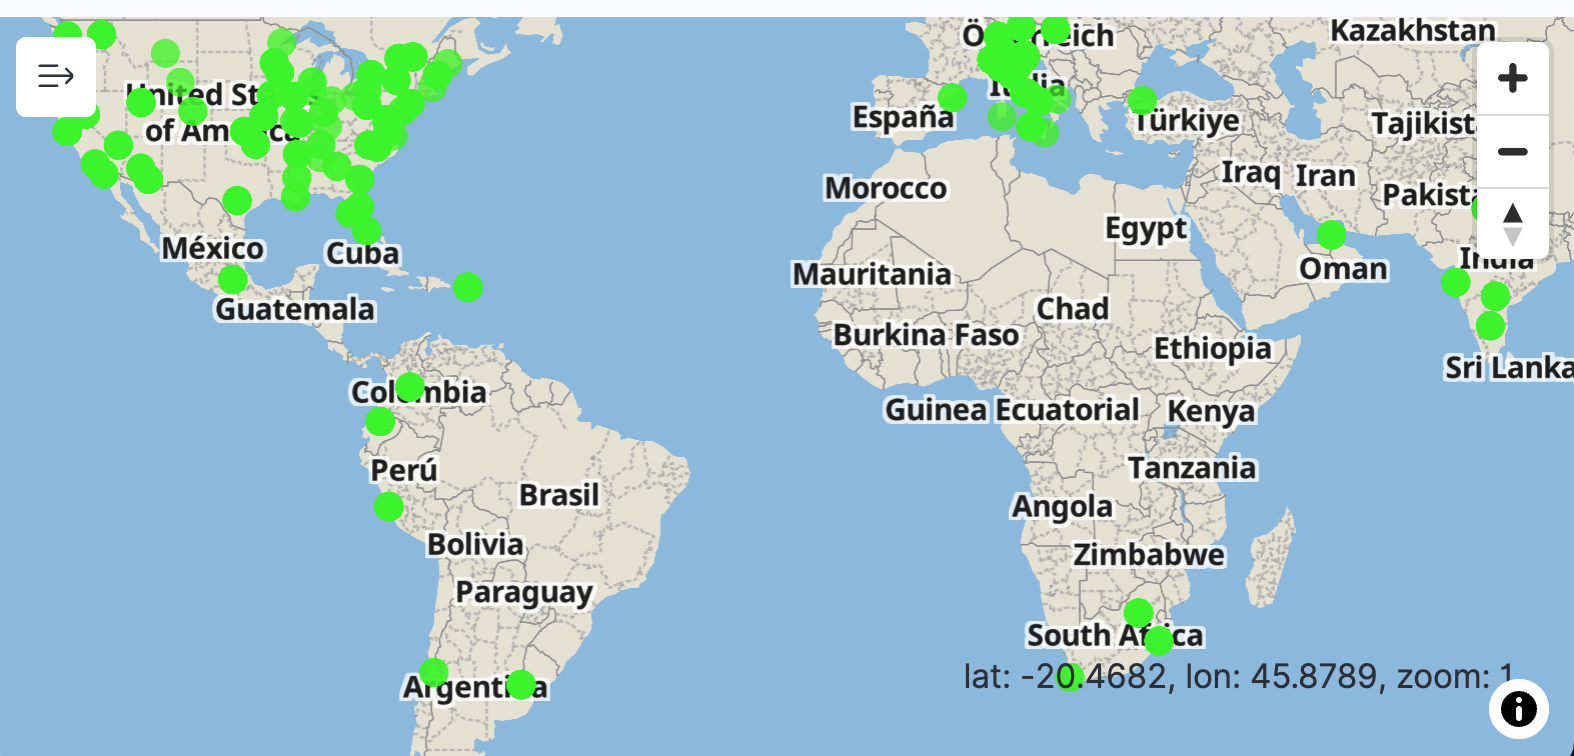 Österreich
Kazakhstan
United States
of America
Italia
España
Türkiye
Tajikist
Morocco
Iraq
Iran
Pakista
México
Cuba
Egypt
India
Mauritania
Oman
Guatemala
Chad
Burkina Faso
Ethiopia
Sri Lanka
Colombia
Guinea Ecuatorial
Kenya
Perú
Tanzania
Brasil
Angola
Bolivia
Zimbabwe
Paraguay
South Africa
lat: -20.4682, lon: 45.8789, zoom: 1
Argentina